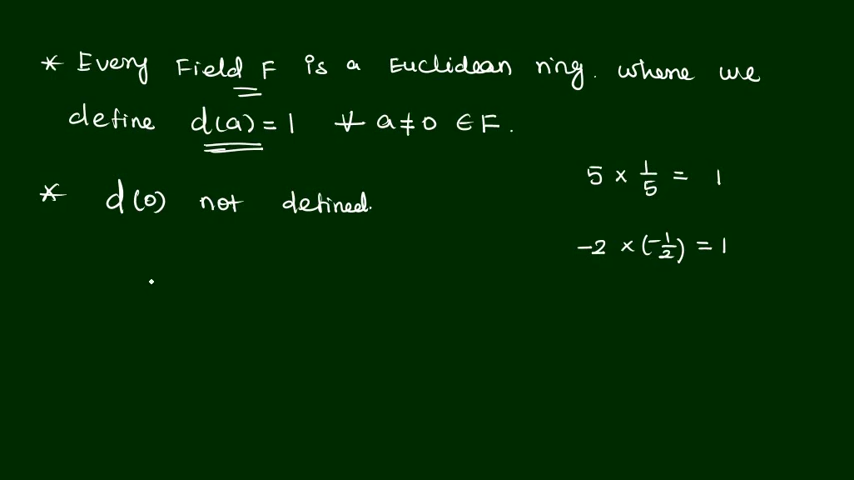 * Every Field F is a Euclidean ring. where we
define d(a) = 1 ∀ a ≠ 0 ∈ F.
* d(0) not defined.
5 × 1/5 = 1
-2 × (-1/2) = 1